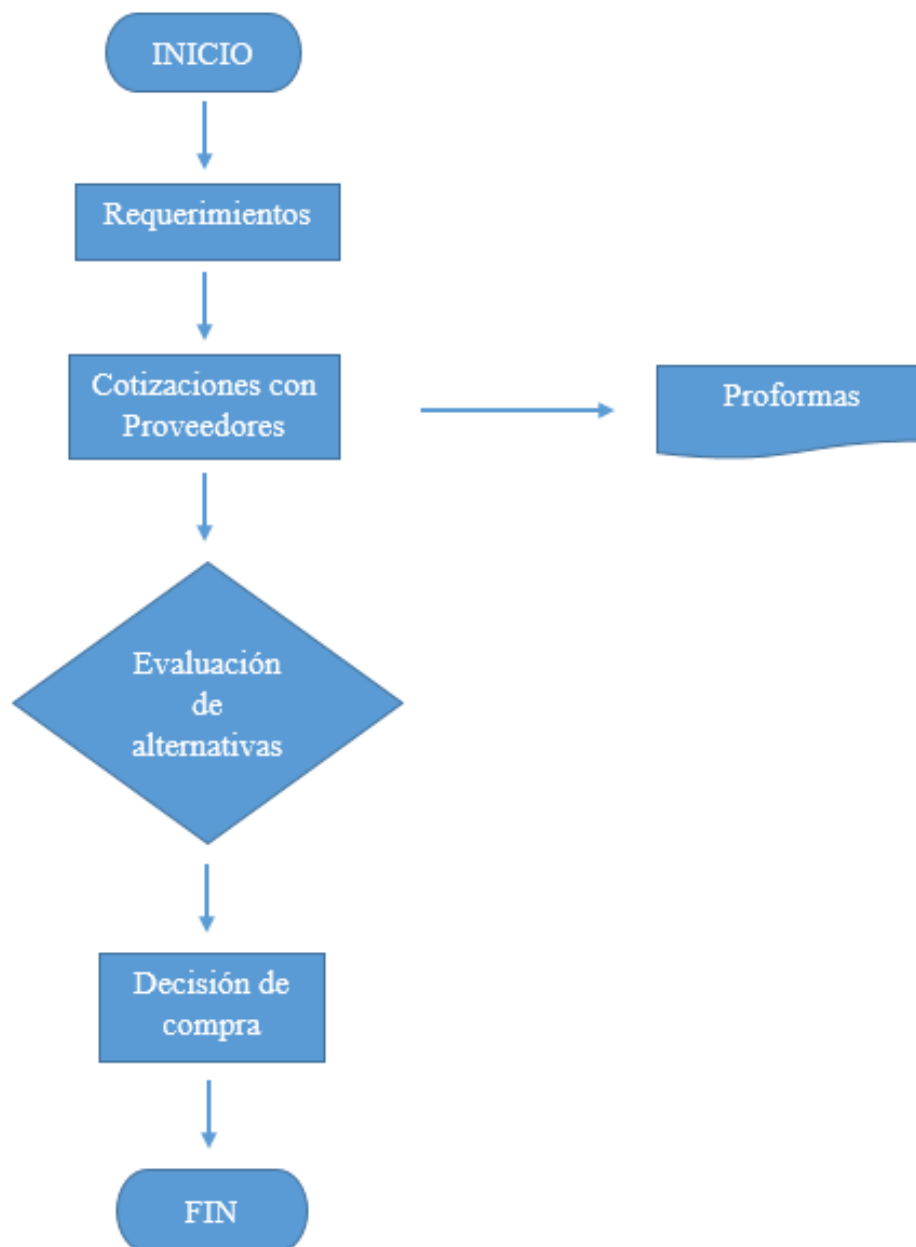 INICIO
Requerimientos
Cotizaciones con
Proveedores
Proformas
Evaluación
de
alternativas
Decisión de
compra
FIN